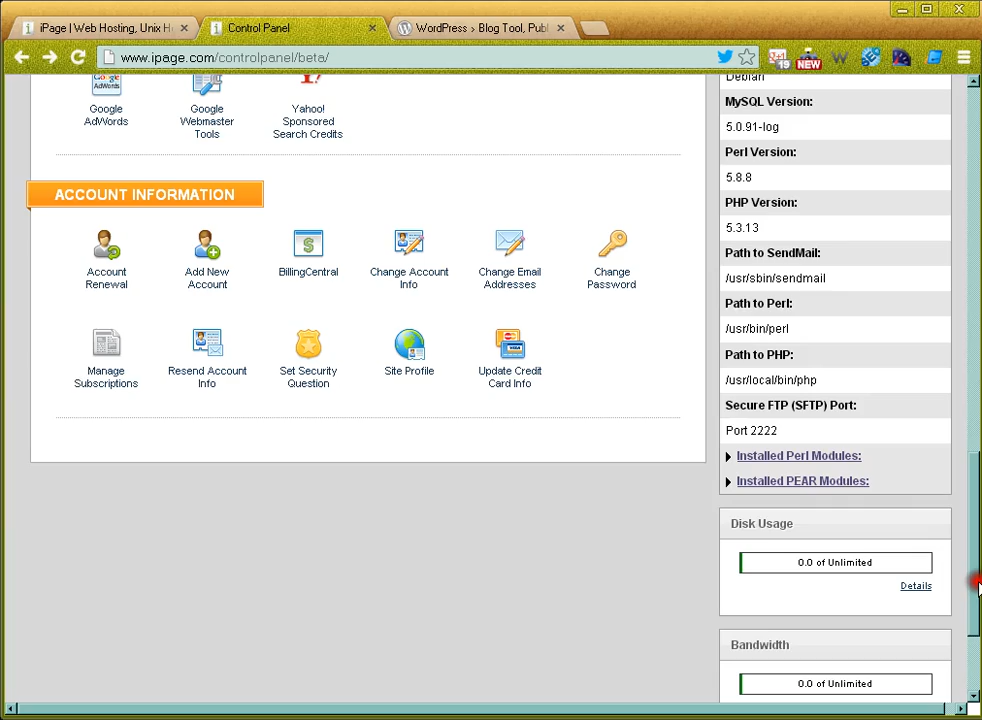 iPage | Web Hosting, Unix H
Control Panel
WordPress › Blog Tool, Publ
www.ipage.com/controlpanel/beta/
19
NEW
W
Google
AdWords
Google
AdWords
Google
Webmaster
Tools
Y!
Yahoo!
Sponsored
Search Credits
ACCOUNT INFORMATION
Account
Renewal
Add New
Account
$
BillingCentral
Change Account
Info
Change Email
Addresses
Change
Password
Manage
Subscriptions
Resend Account
Info
Set Security
Question
Site Profile
VISA
Update Credit
Card Info
Debian
MySQL Version:
5.0.91-log
Perl Version:
5.8.8
PHP Version:
5.3.13
Path to SendMail:
/usr/sbin/sendmail
Path to Perl:
/usr/bin/perl
Path to PHP:
/usr/local/bin/php
Secure FTP (SFTP) Port:
Port 2222
Installed Perl Modules:
Installed PEAR Modules:
Disk Usage
0.0 of Unlimited
Details
Bandwidth
0.0 of Unlimited